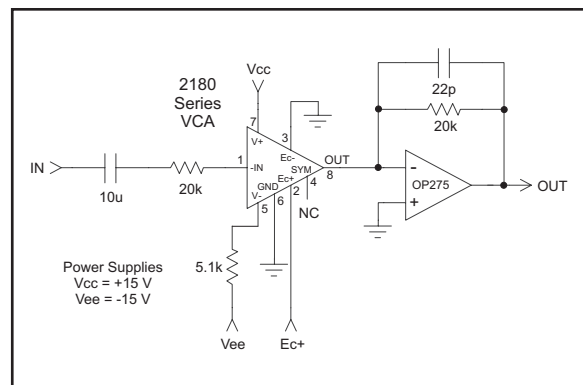 2180
Series
VCA
Vcc
7
V+
3
Ec-
22p
20k
IN
10u
20k
1
-IN
SYM
OUT
8
4
GND
Ec+
V-
5
6
2
NC
-
OP275
+
OUT
5.1k
Power Supplies
Vcc = +15 V
Vee = -15 V
Vee
Ec+